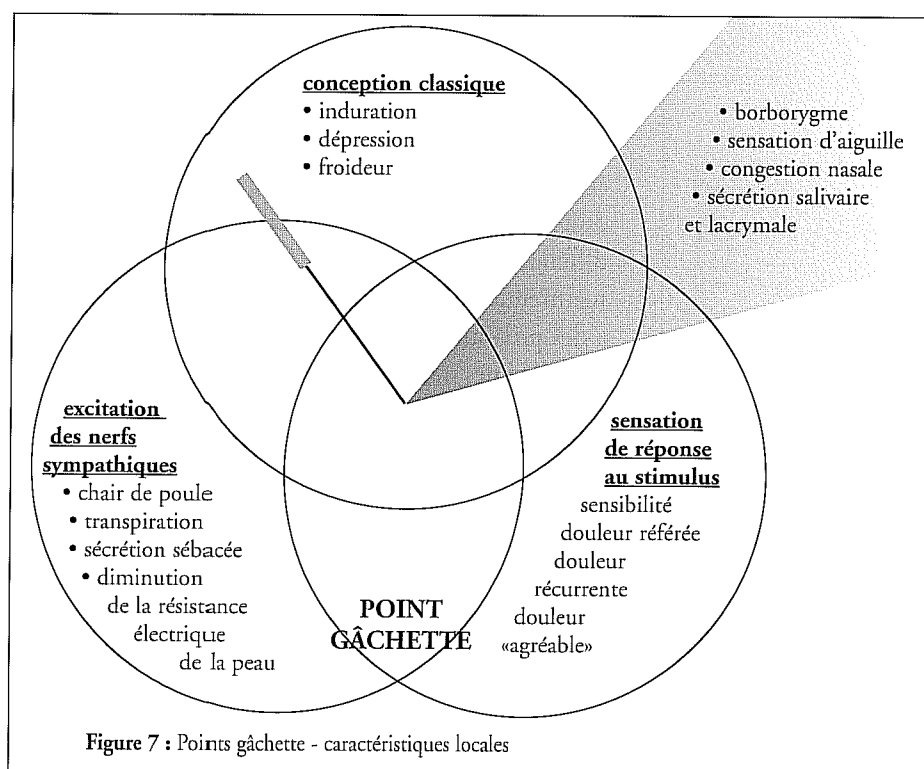 conception classique
• induration
• dépression
• froideur
• borborygme
• sensation d'aiguille
• congestion nasale
• sécrétion salivaire
et lacrymale
excitation
des nerfs
sympathiques
• chair de poule
• transpiration
• sécrétion sébacée
• diminution
de la résistance
électrique
de la peau
sensation
de réponse
au stimulus
sensibilité
douleur référée
douleur
récurrente
douleur
«agréable»
POINT
GÂCHETTE
Figure 7 : Points gâchette - caractéristiques locales